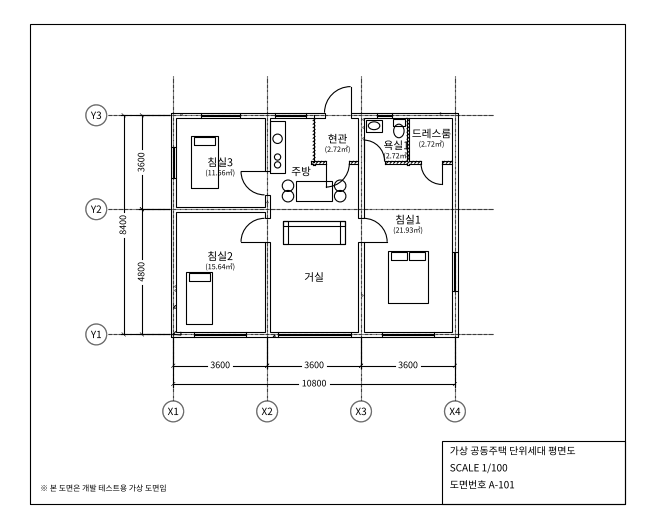 Y3
현관
(2.72㎡)
욕실1
(2.72㎡)
드레스룸
(2.72㎡)
침실3
(11.56㎡)
주방
3600
Y2
8400
침실1
(21.93㎡)
4800
침실2
(15.64㎡)
거실
Y1
3600
3600
3600
10800
X1
X2
X3
X4
가상 공동주택 단위세대 평면도
SCALE 1/100
도면번호 A-101
※ 본 도면은 개발 테스트용 가상 도면임